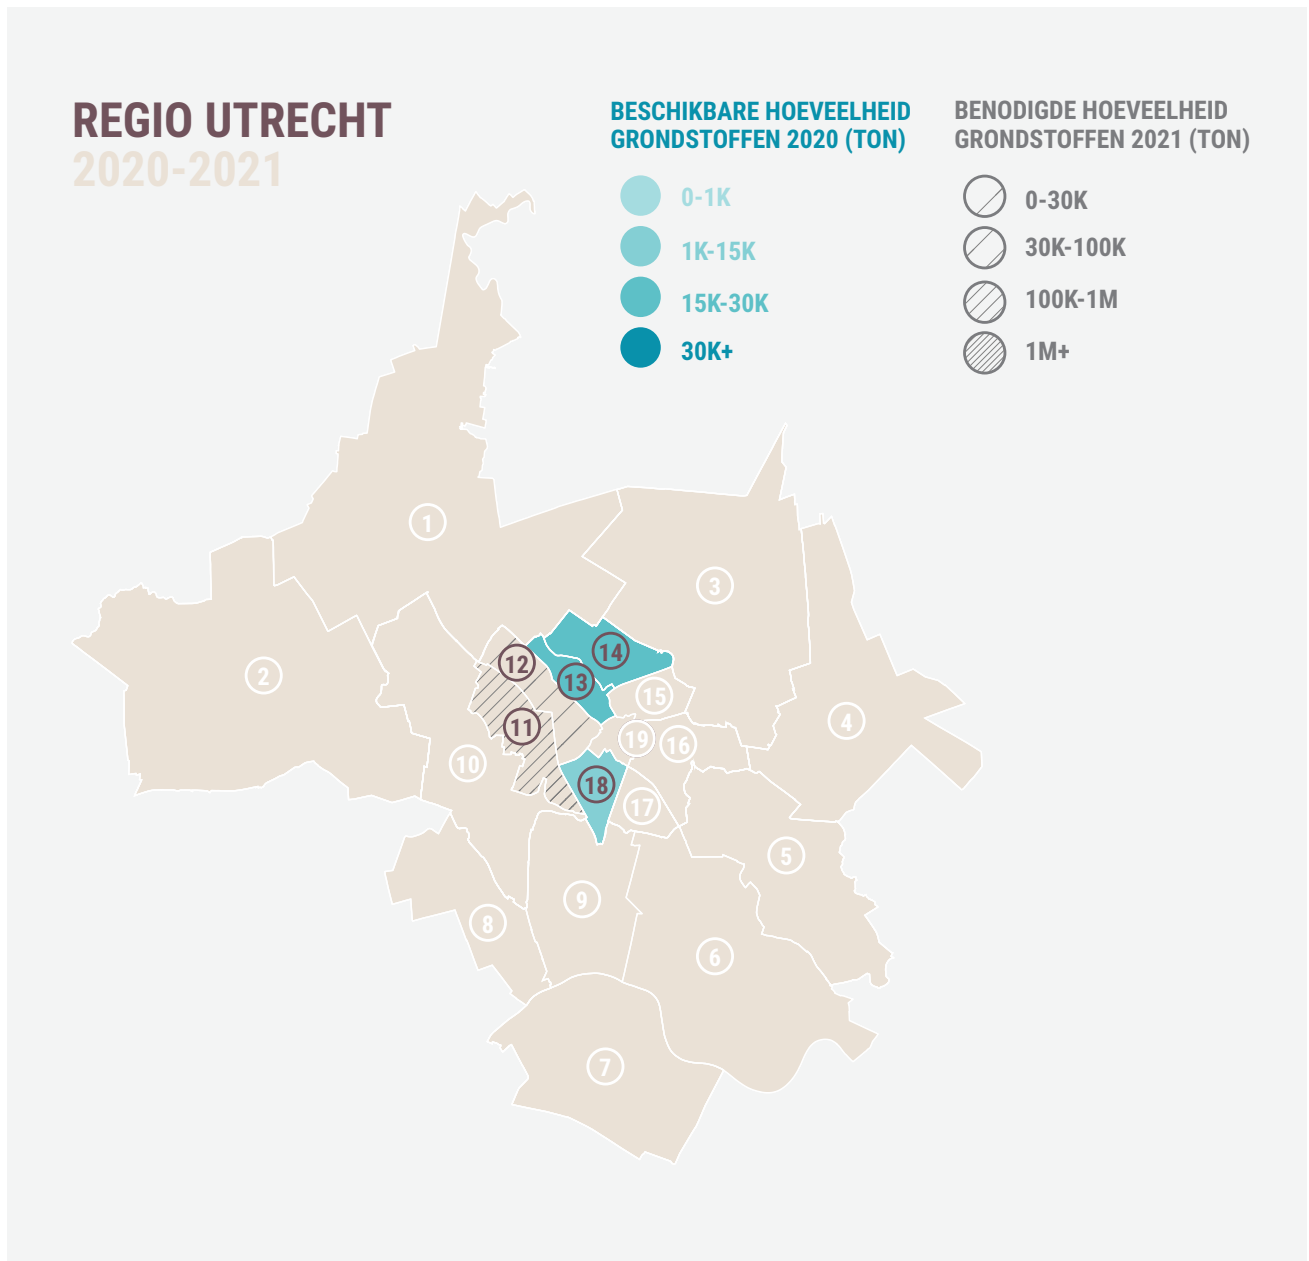 REGIO UTRECHT
2020-2021
BESCHIKBARE HOEVEELHEID
GRONDSTOFFEN 2020 (TON)
0-1K
1K-15K
15K-30K
30K+
BENODIGDE HOEVEELHEID
GRONDSTOFFEN 2021 (TON)
0-30K
30K-100K
100K-1M
1M+
1
3
2
14
12
13
15
4
11
19
16
10
18
17
5
9
8
6
7